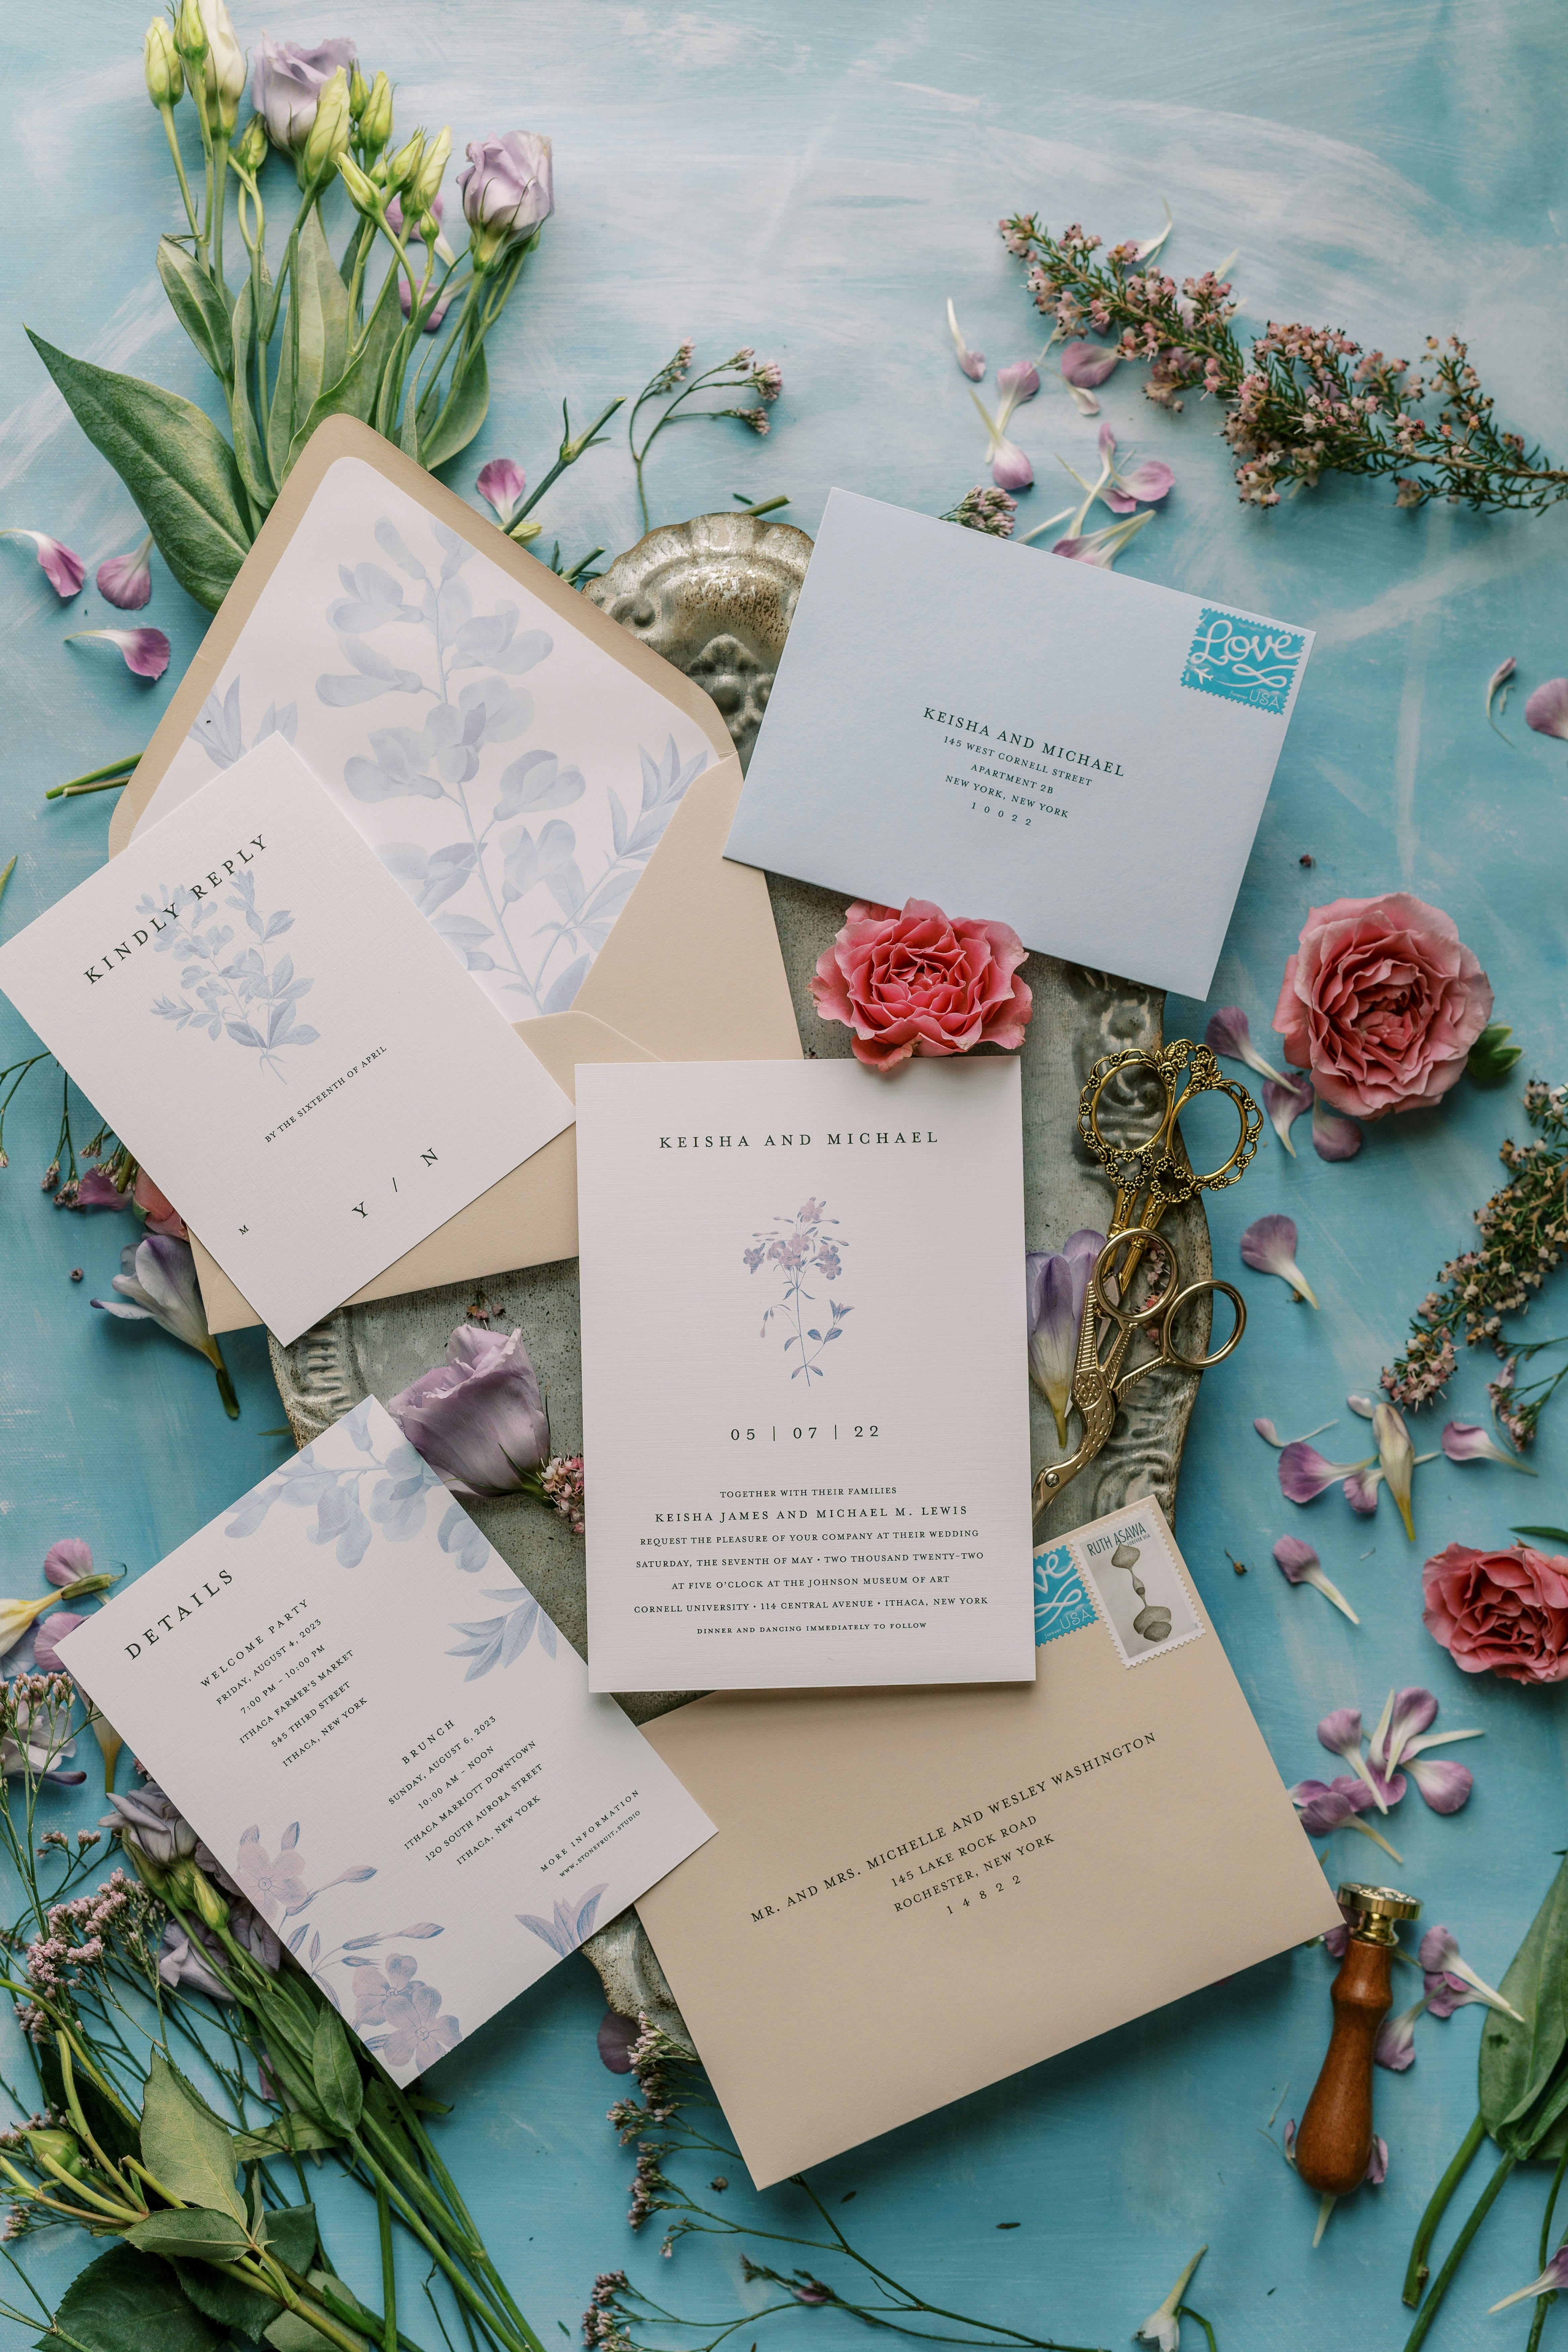 Love
USA
KEISHA AND MICHAEL
145 WEST CORNELL STREET
APARTMENT 2B
NEW YORK, NEW YORK
10022
KINDLY REPLY
BY THE SIXTEENTH OF APRIL
M
Y / N
KEISHA AND MICHAEL
05 | 07 | 22
TOGETHER WITH THEIR FAMILIES
KEISHA JAMES AND MICHAEL M. LEWIS
REQUEST THE PLEASURE OF YOUR COMPANY AT THEIR WEDDING
SATURDAY, THE SEVENTH OF MAY • TWO THOUSAND TWENTY-TWO
AT FIVE O'CLOCK AT THE JOHNSON MUSEUM OF ART
CORNELL UNIVERSITY • 114 CENTRAL AVENUE • ITHACA, NEW YORK
DINNER AND DANCING IMMEDIATELY TO FOLLOW
DETAILS
WELCOME PARTY
FRIDAY, AUGUST 4, 2023
7:00 PM – 10:00 PM
ITHACA FARMER'S MARKET
545 THIRD STREET
ITHACA, NEW YORK
BRUNCH
SUNDAY, AUGUST 6, 2023
10:00 AM – NOON
ITHACA MARRIOTT DOWNTOWN
120 SOUTH AURORA STREET
ITHACA, NEW YORK
MORE INFORMATION
WWW.STONEFRUIT.STUDIO
ve
USA
RUTH ASAWA
MR. AND MRS. MICHELLE AND WESLEY WASHINGTON
145 LAKE ROCK ROAD
ROCHESTER, NEW YORK
14822